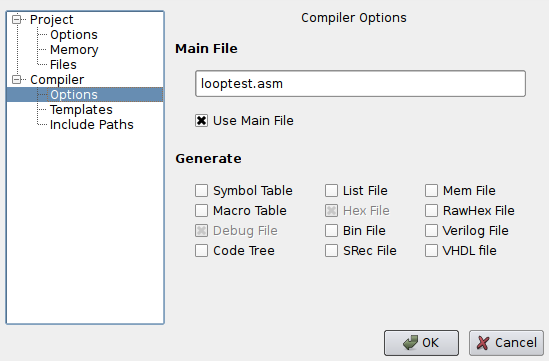 Project
Options
Memory
Files
Compiler
Options
Templates
Include Paths
Compiler Options
Main File
looptest.asm
Use Main File
Generate
Symbol Table List File Mem File
Macro Table Hex File RawHex File
Debug File Bin File Verilog File
Code Tree SRec File VHDL file
OK Cancel